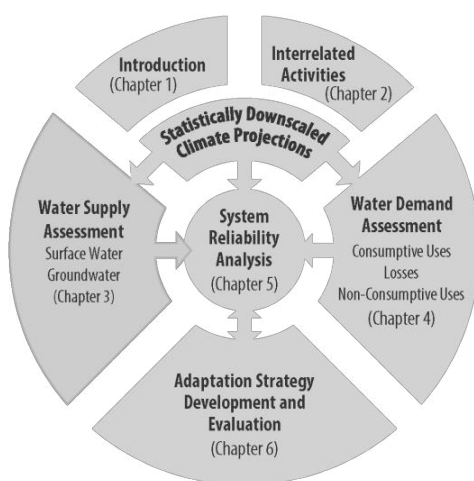 Introduction
(Chapter 1)
Interrelated
Activities
(Chapter 2)
Statistically Downscaled
Climate Projections
Water Supply
Assessment
Surface Water
Groundwater
(Chapter 3)
System
Reliability
Analysis
(Chapter 5)
Water Demand
Assessment
Consumptive Uses
Losses
Non-Consumptive Uses
(Chapter 4)
Adaptation Strategy
Development and
Evaluation
(Chapter 6)